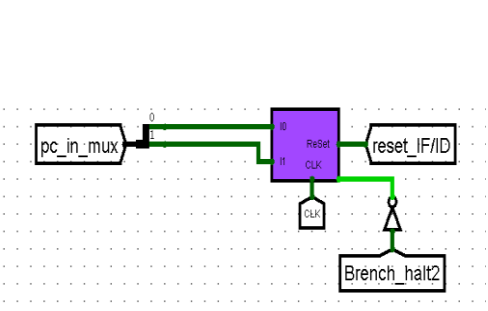 0
1
pc_in_mux
I0
ReSet
reset_IF/ID
I1
CLK
CLK
Brench_halt2